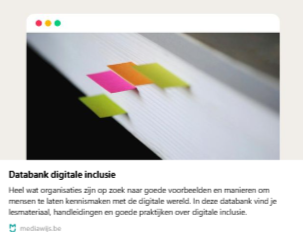 Databank digitale inclusie
Heel wat organisaties zijn op zoek naar goede voorbeelden en manieren om
mensen te laten kennismaken met de digitale wereld. In deze databank vind je
lesmateriaal, handleidingen en goede praktijken over digitale inclusie.
mediawijs.be